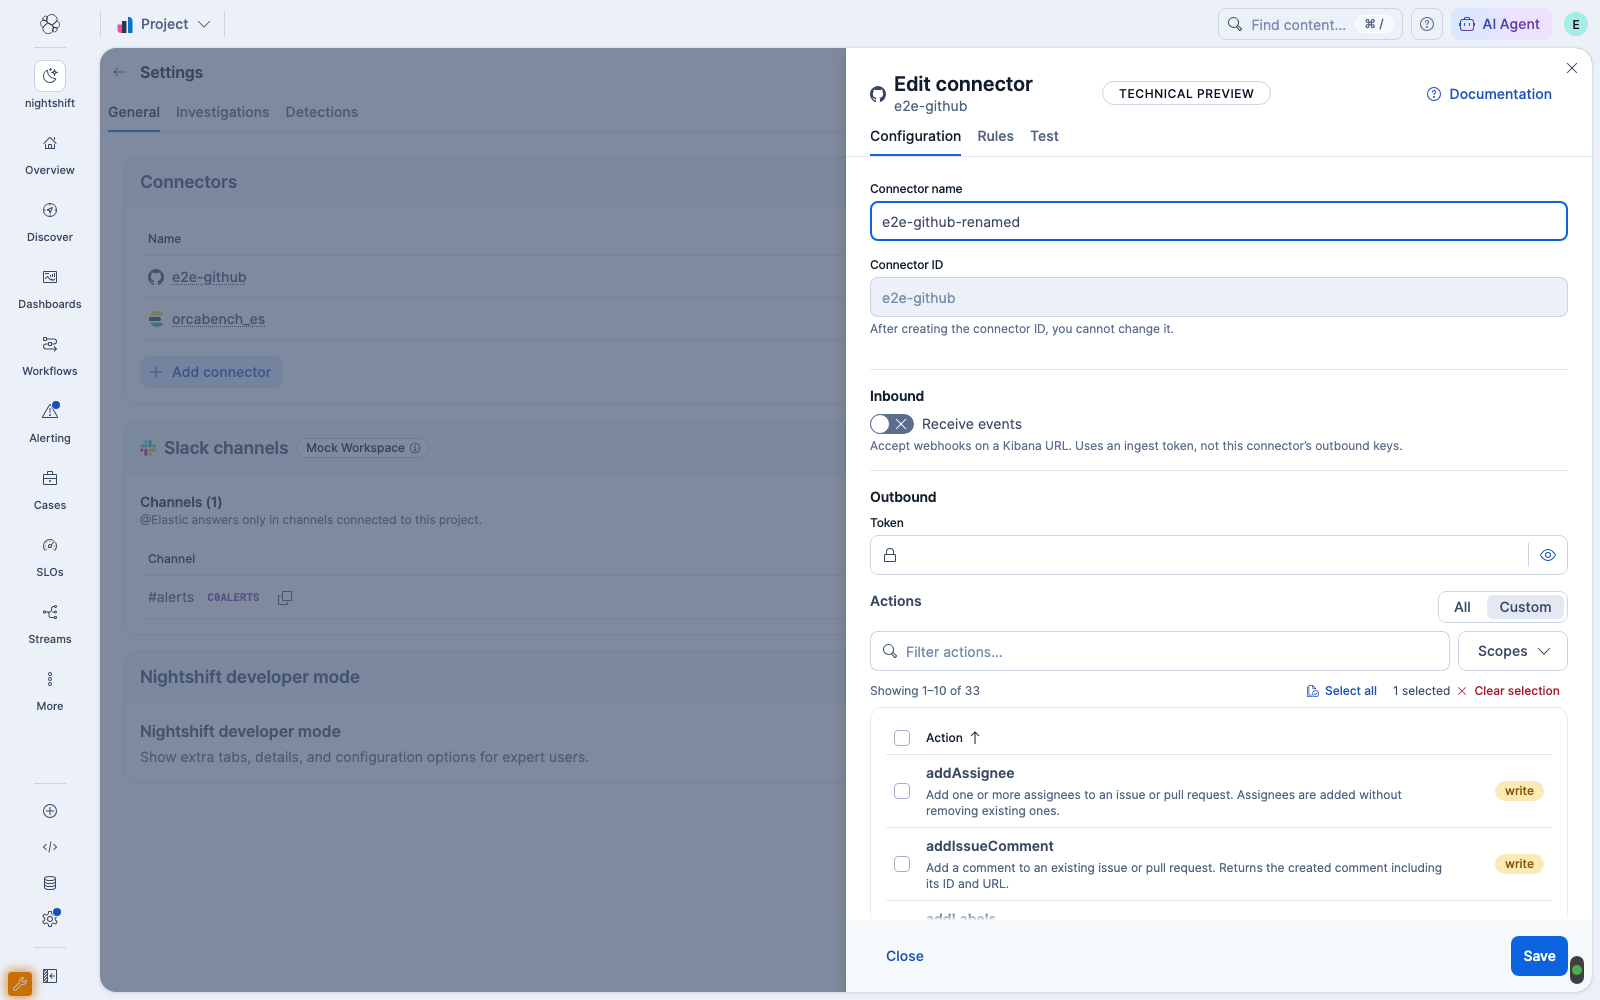 Project
Find content...
⌘ /
AI Agent
E
nightshift
Overview
Discover
Dashboards
Workflows
Alerting
Cases
SLOs
Streams
More
Settings
General
Investigations
Detections
Connectors
Name
e2e-github
orcabench_es
Add connector
Slack channels
Mock Workspace
Channels (1)
@Elastic answers only in channels connected to this project.
Channel
#alerts
C0ALERTS
Nightshift developer mode
Nightshift developer mode
Show extra tabs, details, and configuration options for expert users.
Edit connector
e2e-github
TECHNICAL PREVIEW
Documentation
Configuration
Rules
Test
Connector name
e2e-github-renamed
Connector ID
e2e-github
After creating the connector ID, you cannot change it.
Inbound
Receive events
Accept webhooks on a Kibana URL. Uses an ingest token, not this connector’s outbound keys.
Outbound
Token
Actions
All
Custom
Filter actions...
Scopes
Showing 1–10 of 33
Select all
1 selected
Clear selection
Action
addAssignee
Add one or more assignees to an issue or pull request. Assignees are added without
removing existing ones.
write
addIssueComment
Add a comment to an existing issue or pull request. Returns the created comment including
its ID and URL.
write
addLabels
Close
Save